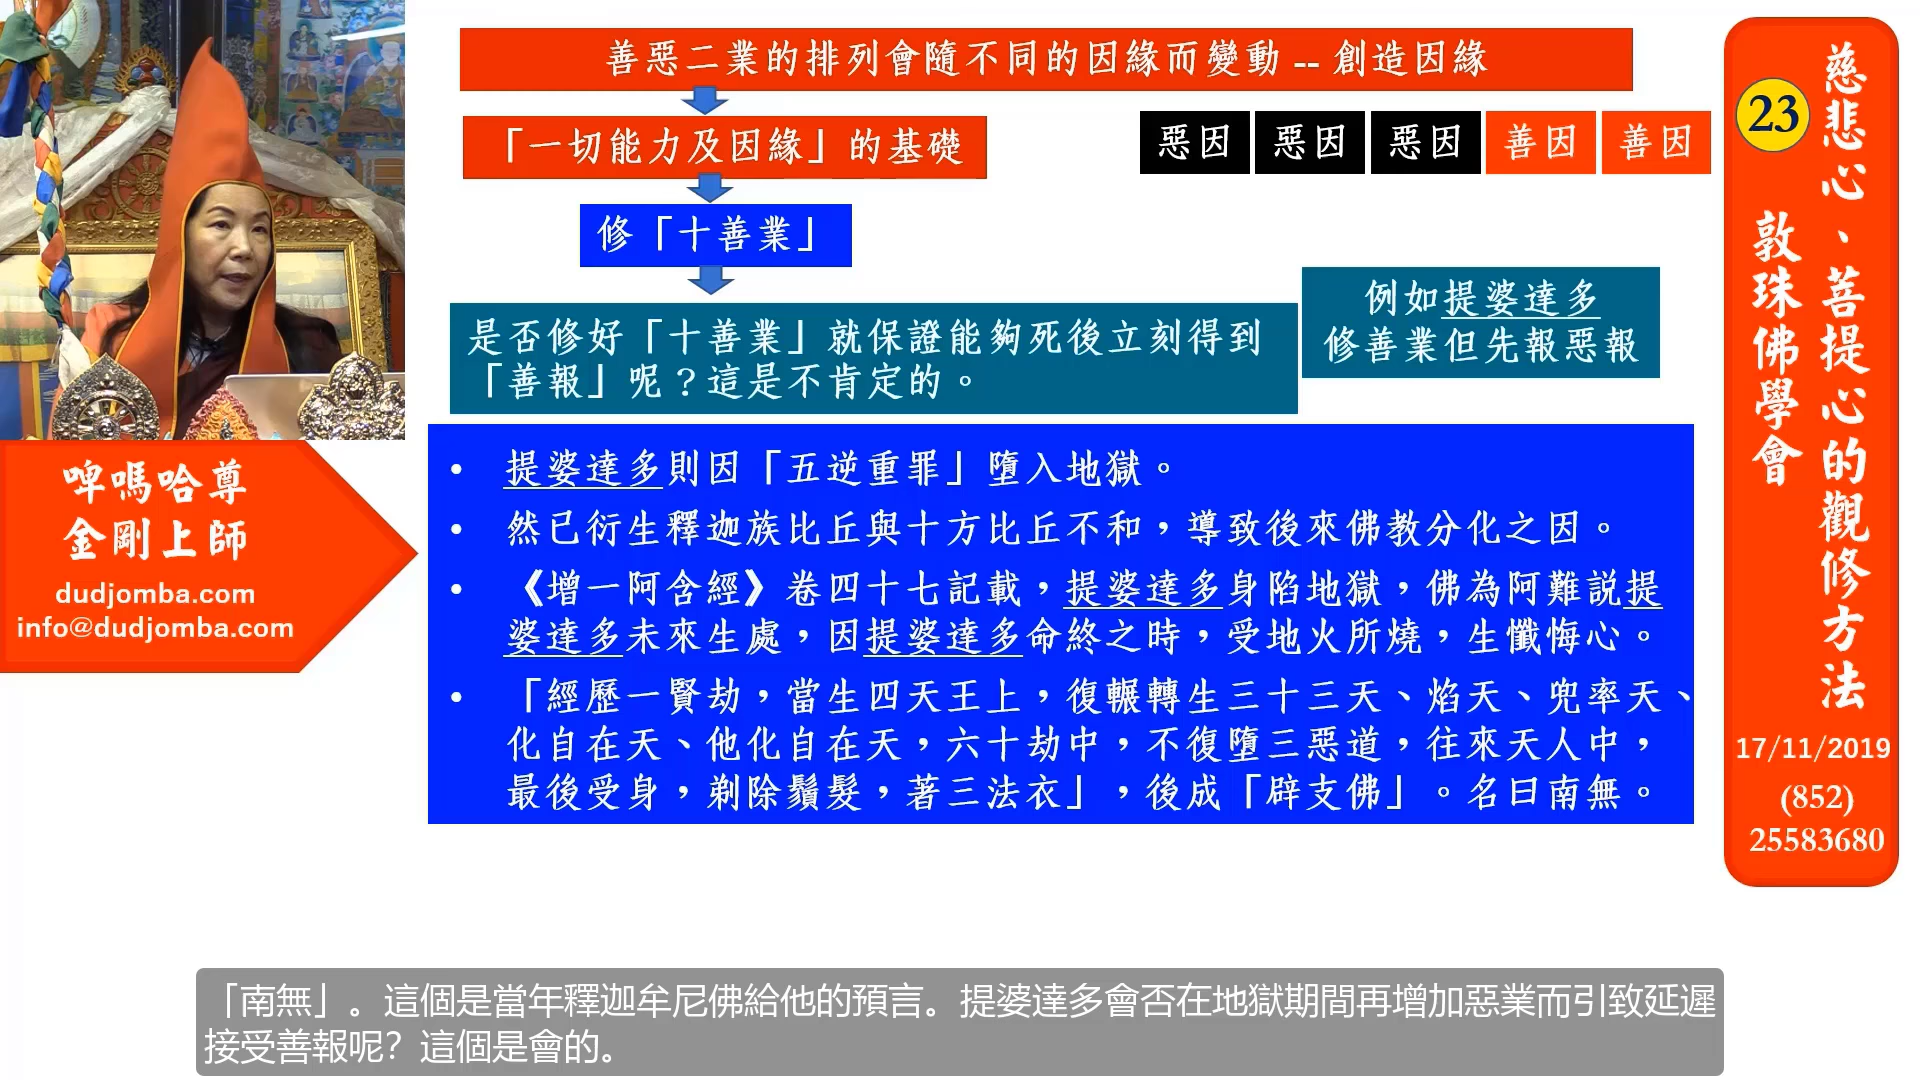 善惡二業的排列會隨不同的因緣而變動 -- 創造因緣
「一切能力及因緣」的基礎
惡因 惡因 惡因 善因 善因
修「十善業」
是否修好「十善業」就保證能夠死後立刻得到
「善報」呢？這是不肯定的。
例如提婆達多
修善業但先報惡報
• 提婆達多則因「五逆重罪」墮入地獄。
• 然已衍生釋迦族比丘與十方比丘不和，導致後來佛教分化之因。
• 《增一阿含經》卷四十七記載，提婆達多身陷地獄，佛為阿難説提
婆達多未來生處，因提婆達多命終之時，受地火所燒，生懺悔心。
• 「經歷一賢劫，當生四天王上，復輾轉生三十三天、焰天、兜率天、
化自在天、他化自在天，六十劫中，不復墮三惡道，往來天人中，
最後受身，剃除鬚髮，著三法衣」，後成「辟支佛」。名曰南無。
啤嗎哈尊
金剛上師
dudjomba.com
info@dudjomba.com
23
慈悲心、菩提心的觀修方法
敦珠佛學會
17/11/2019
(852)
25583680
「南無」。這個是當年釋迦牟尼佛給他的預言。提婆達多會否在地獄期間再增加惡業而引致延遲
接受善報呢？這個是會的。